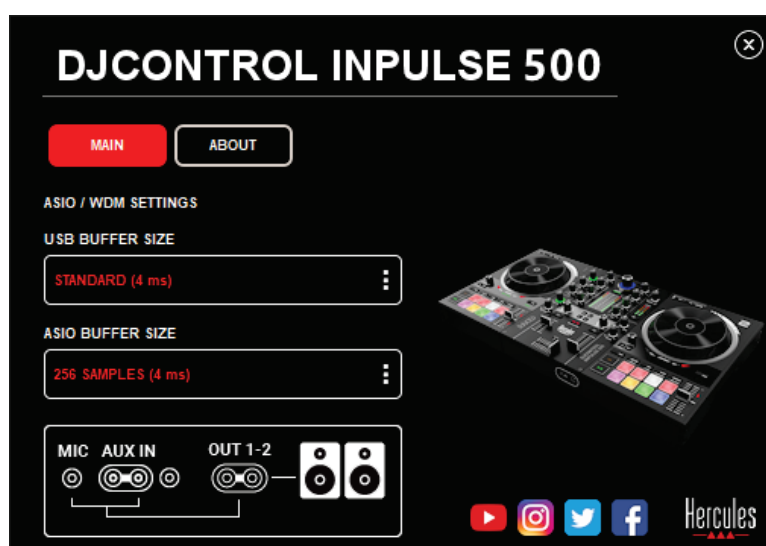 DJCONTROL INPULSE 500
MAIN
ABOUT
ASIO / WDM SETTINGS
USB BUFFER SIZE
STANDARD (4 ms)
ASIO BUFFER SIZE
256 SAMPLES (4 ms)
MIC AUX IN OUT 1-2
Hercules